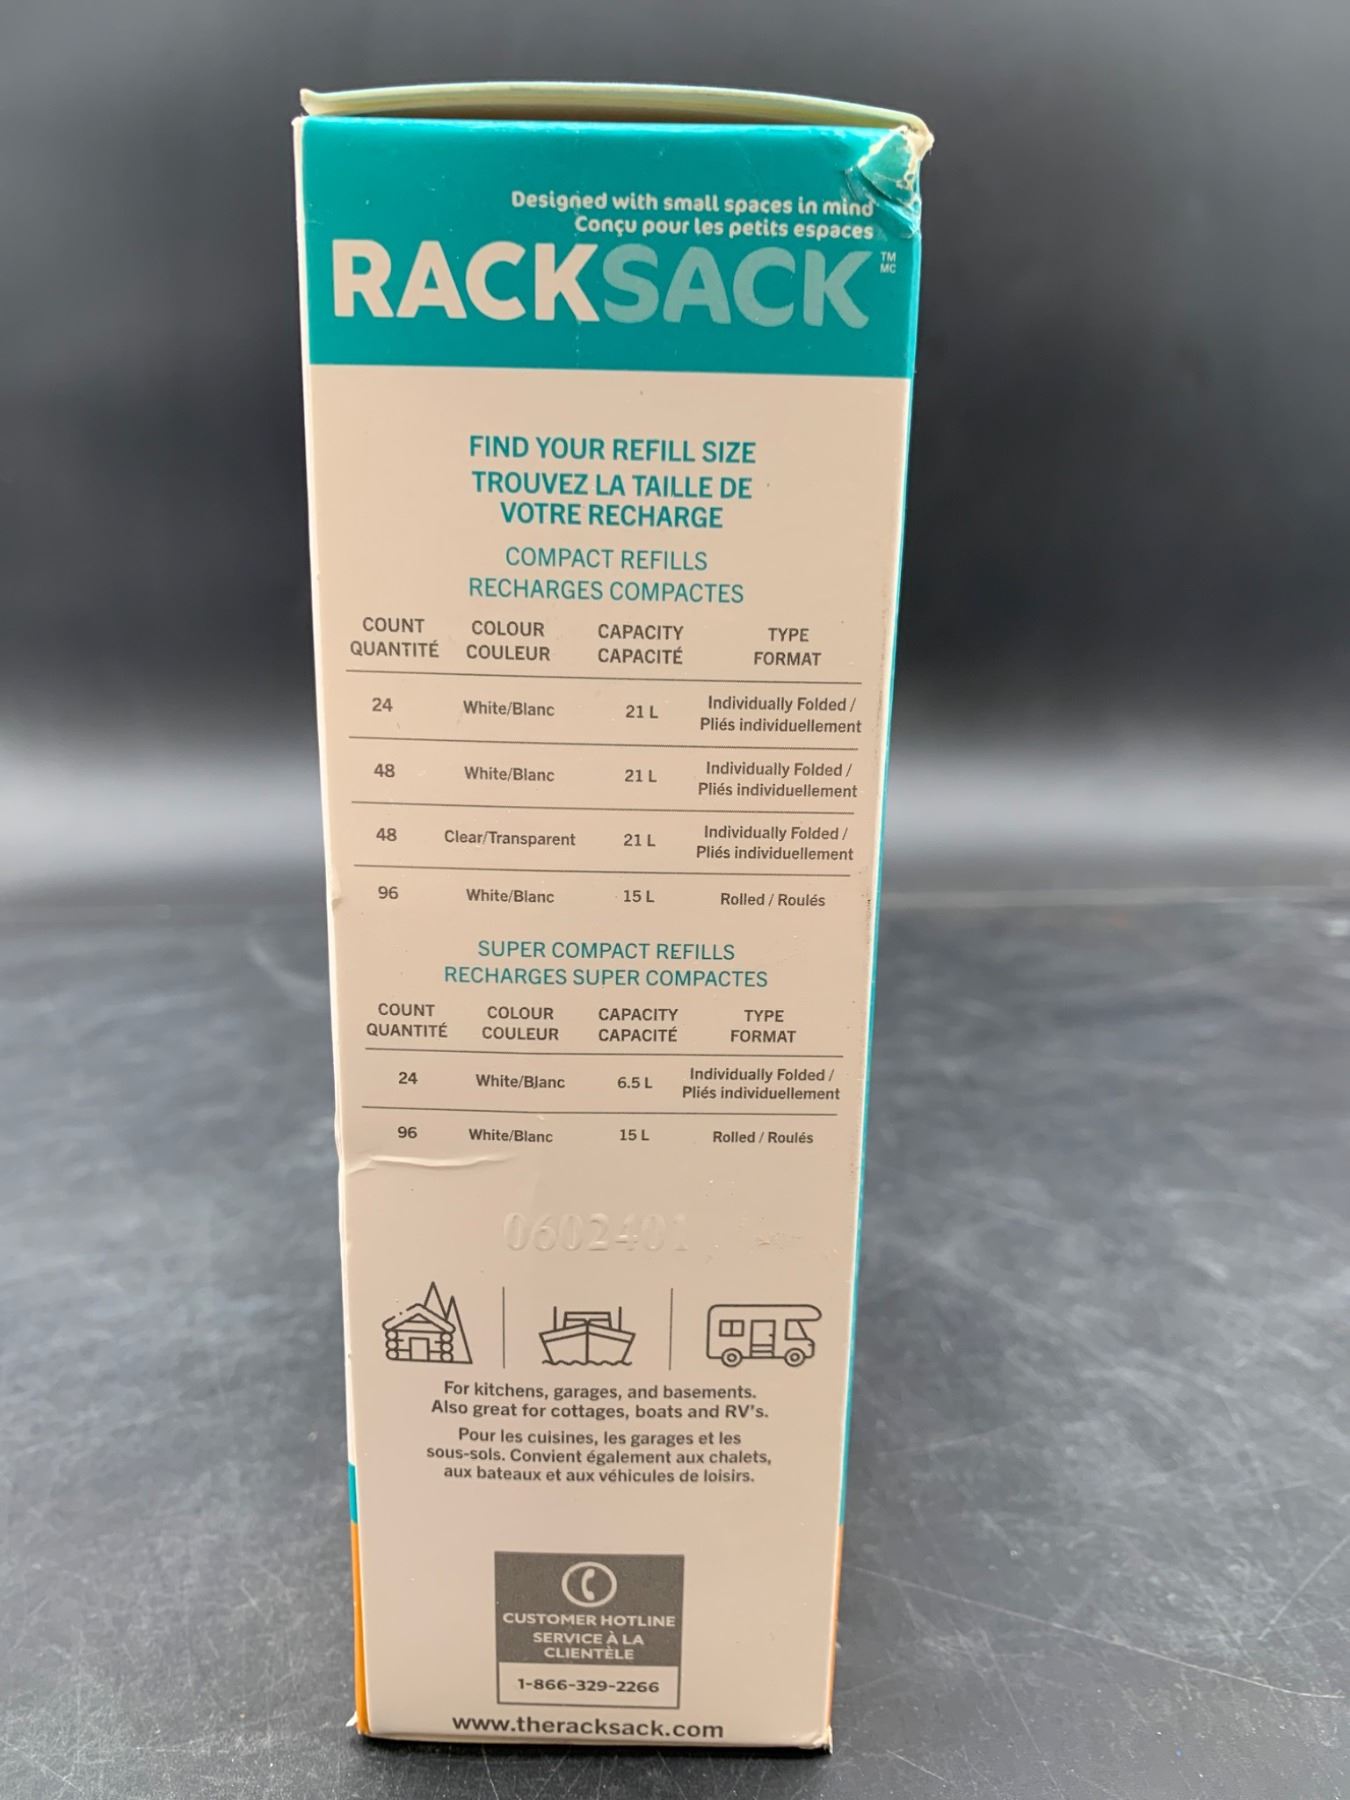 Designed with small spaces in mind
Conçu pour les petits espaces
RACKSACK TM MC
FIND YOUR REFILL SIZE
TROUVEZ LA TAILLE DE
VOTRE RECHARGE
COMPACT REFILLS
RECHARGES COMPACTES
COUNT COLOUR CAPACITY TYPE
QUANTITÉ COULEUR CAPACITÉ FORMAT
24 White/Blanc 21 L Individually Folded /
Pliés individuellement
48 White/Blanc 21 L Individually Folded /
Pliés individuellement
48 Clear/Transparent 21 L Individually Folded /
Pliés individuellement
96 White/Blanc 15 L Rolled / Roulés
SUPER COMPACT REFILLS
RECHARGES SUPER COMPACTES
COUNT COLOUR CAPACITY TYPE
QUANTITÉ COULEUR CAPACITÉ FORMAT
24 White/Blanc 6.5 L Individually Folded /
Pliés individuellement
96 White/Blanc 15 L Rolled / Roulés
0602401
For kitchens, garages, and basements.
Also great for cottages, boats and RV's.
Pour les cuisines, les garages et les
sous-sols. Convient également aux chalets,
aux bateaux et aux véhicules de loisirs.
CUSTOMER HOTLINE
SERVICE À LA
CLIENTÈLE
1-866-329-2266
www.theracksack.com